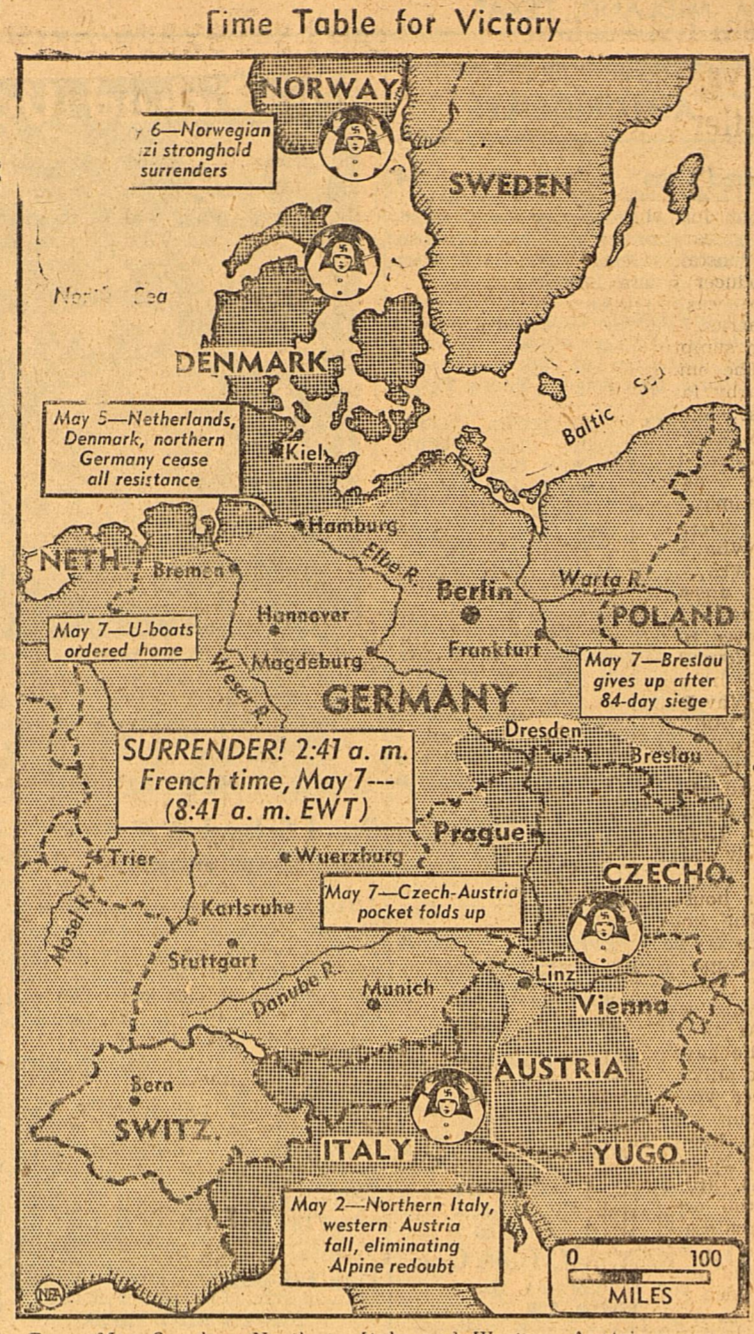 Time Table for Victory
NORWAY
6—Norwegian
zi stronghold
surrenders
SWEDEN
Sea
DENMARK
May 5—Netherlands,
Denmark, northern
Germany cease
all resistance
Kiel
Baltic
Hamburg
NETH.
Bremen
Elbe R.
Berlin
Warta R.
POLAND
Hannover
May 7—U-boats
ordered home
Magdeburg
Frankfurt
May 7—Breslau
gives up after
84-day siege
Weser R.
GERMANY
Dresden
Breslau
SURRENDER! 2:41 a. m.
French time, May 7---
(8:41 a. m. EWT)
Prague
Trier
Wuerzburg
CZECHO.
May 7—Czech-Austria
pocket folds up
Mosel R.
Karlsruhe
Stuttgart
Danube R.
Munich
Linz
Vienna
AUSTRIA
Bern
SWITZ.
ITALY
YUGO.
May 2—Northern Italy,
western Austria
fall, eliminating
Alpine redoubt
0 100
MILES
NEA